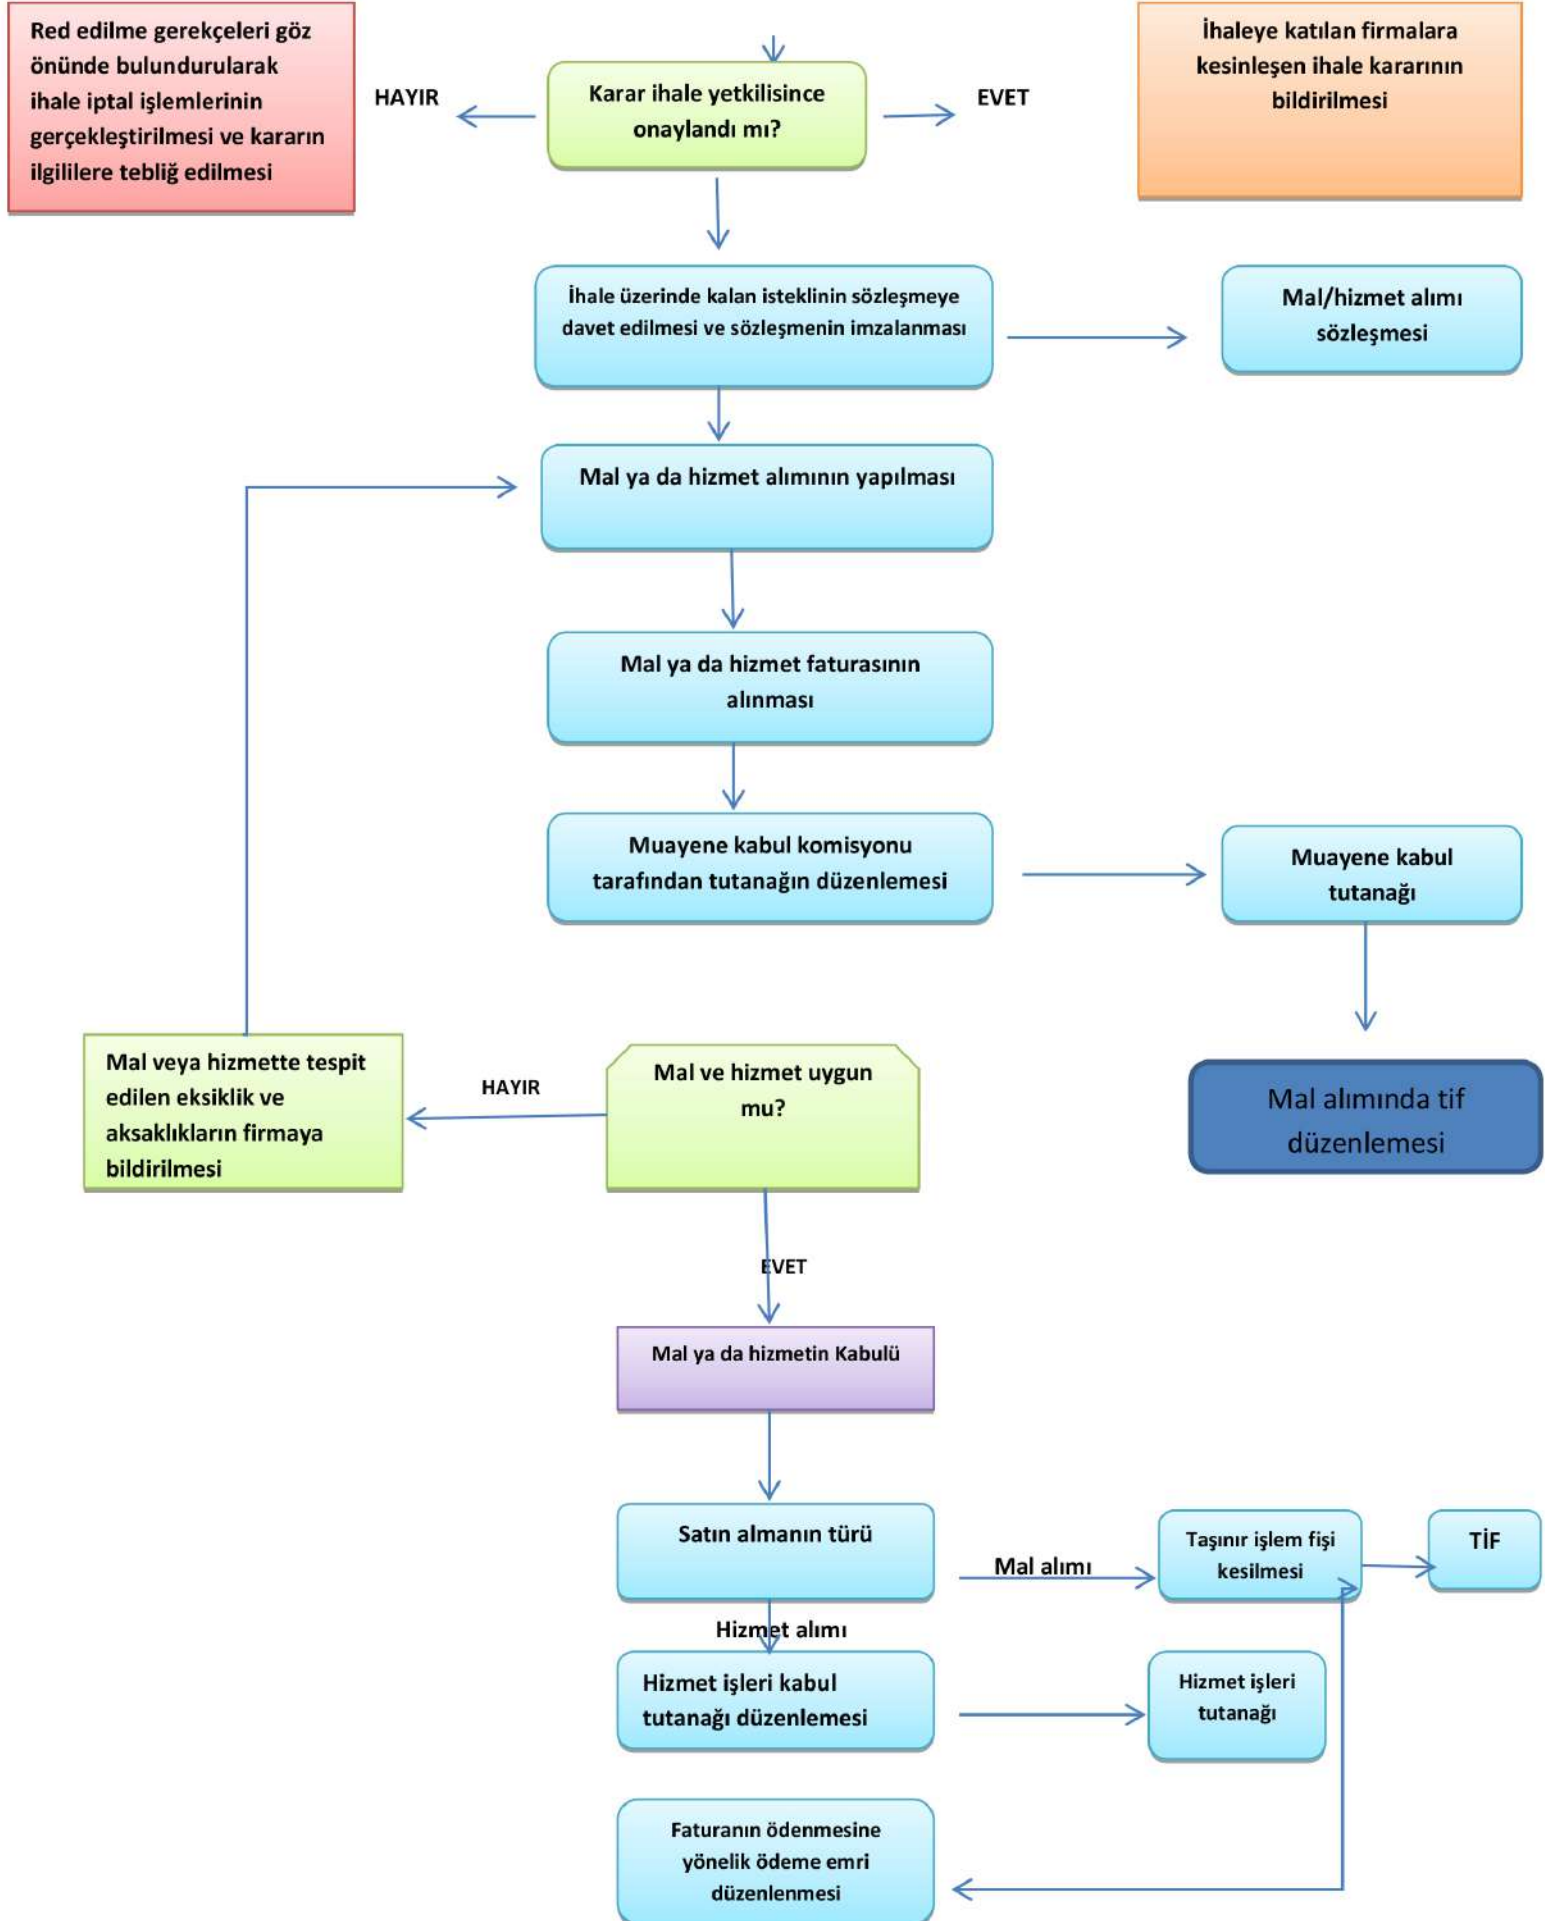 Red edilme gerekçeleri göz
önünde bulundurularak
ihale iptal işlemlerinin
gerçekleştirilmesi ve kararın
ilgililere tebliğ edilmesi
HAYIR
Karar ihale yetkilisince
onaylandı mı?
EVET
İhaleye katılan firmalara
kesinleşen ihale kararının
bildirilmesi
İhale üzerinde kalan isteklinin sözleşmeye
davet edilmesi ve sözleşmenin imzalanması
Mal/hizmet alımı
sözleşmesi
Mal ya da hizmet alımının yapılması
Mal ya da hizmet faturasının
alınması
Muayene kabul komisyonu
tarafından tutanağın düzenlemesi
Muayene kabul
tutanağı
Mal veya hizmette tespit
edilen eksiklik ve
aksaklıkların firmaya
bildirilmesi
HAYIR
Mal ve hizmet uygun
mu?
Mal alımında tif
düzenlemesi
EVET
Mal ya da hizmetin Kabulü
Satın almanın türü
Mal alımı
Taşınır işlem fişi
kesilmesi
TİF
Hizmet alımı
Hizmet işleri kabul
tutanağı düzenlemesi
Hizmet işleri
tutanağı
Faturanın ödenmesine
yönelik ödeme emri
düzenlenmesi